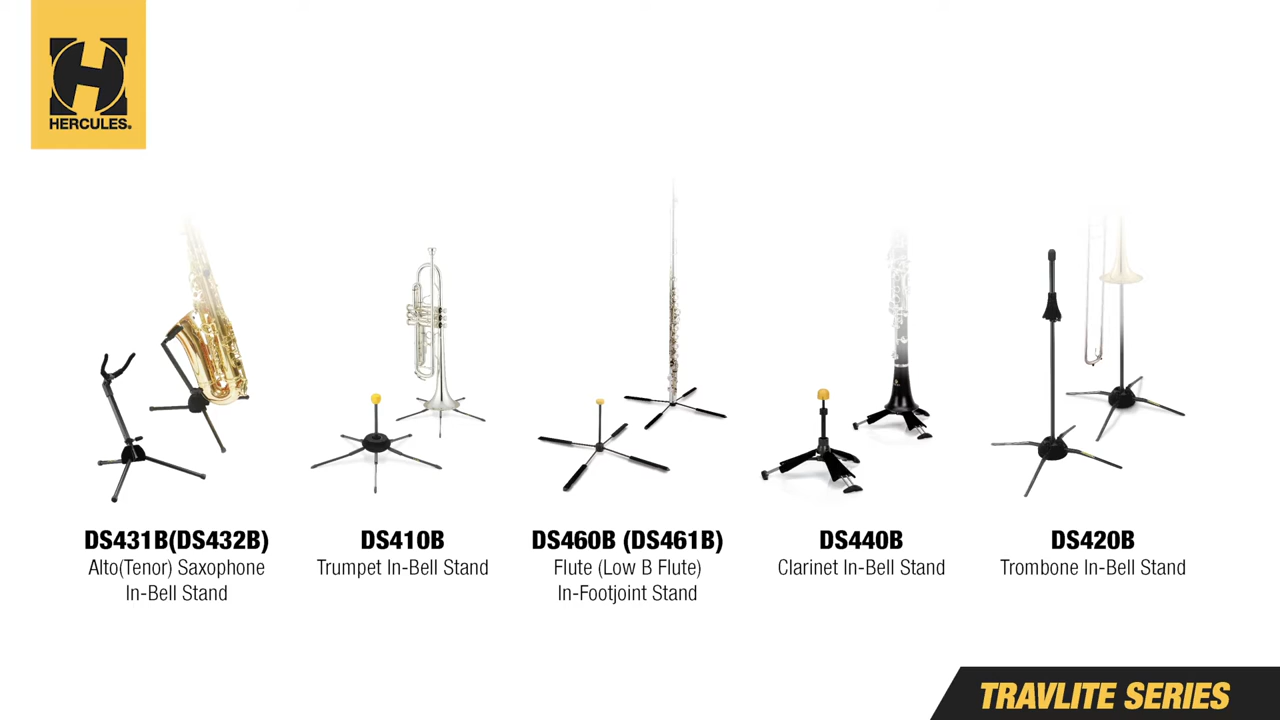 HERCULES®
DS431B(DS432B)
Alto(Tenor) Saxophone
In-Bell Stand
DS410B
Trumpet In-Bell Stand
DS460B (DS461B)
Flute (Low B Flute)
In-Footjoint Stand
DS440B
Clarinet In-Bell Stand
DS420B
Trombone In-Bell Stand
TRAVLITE SERIES